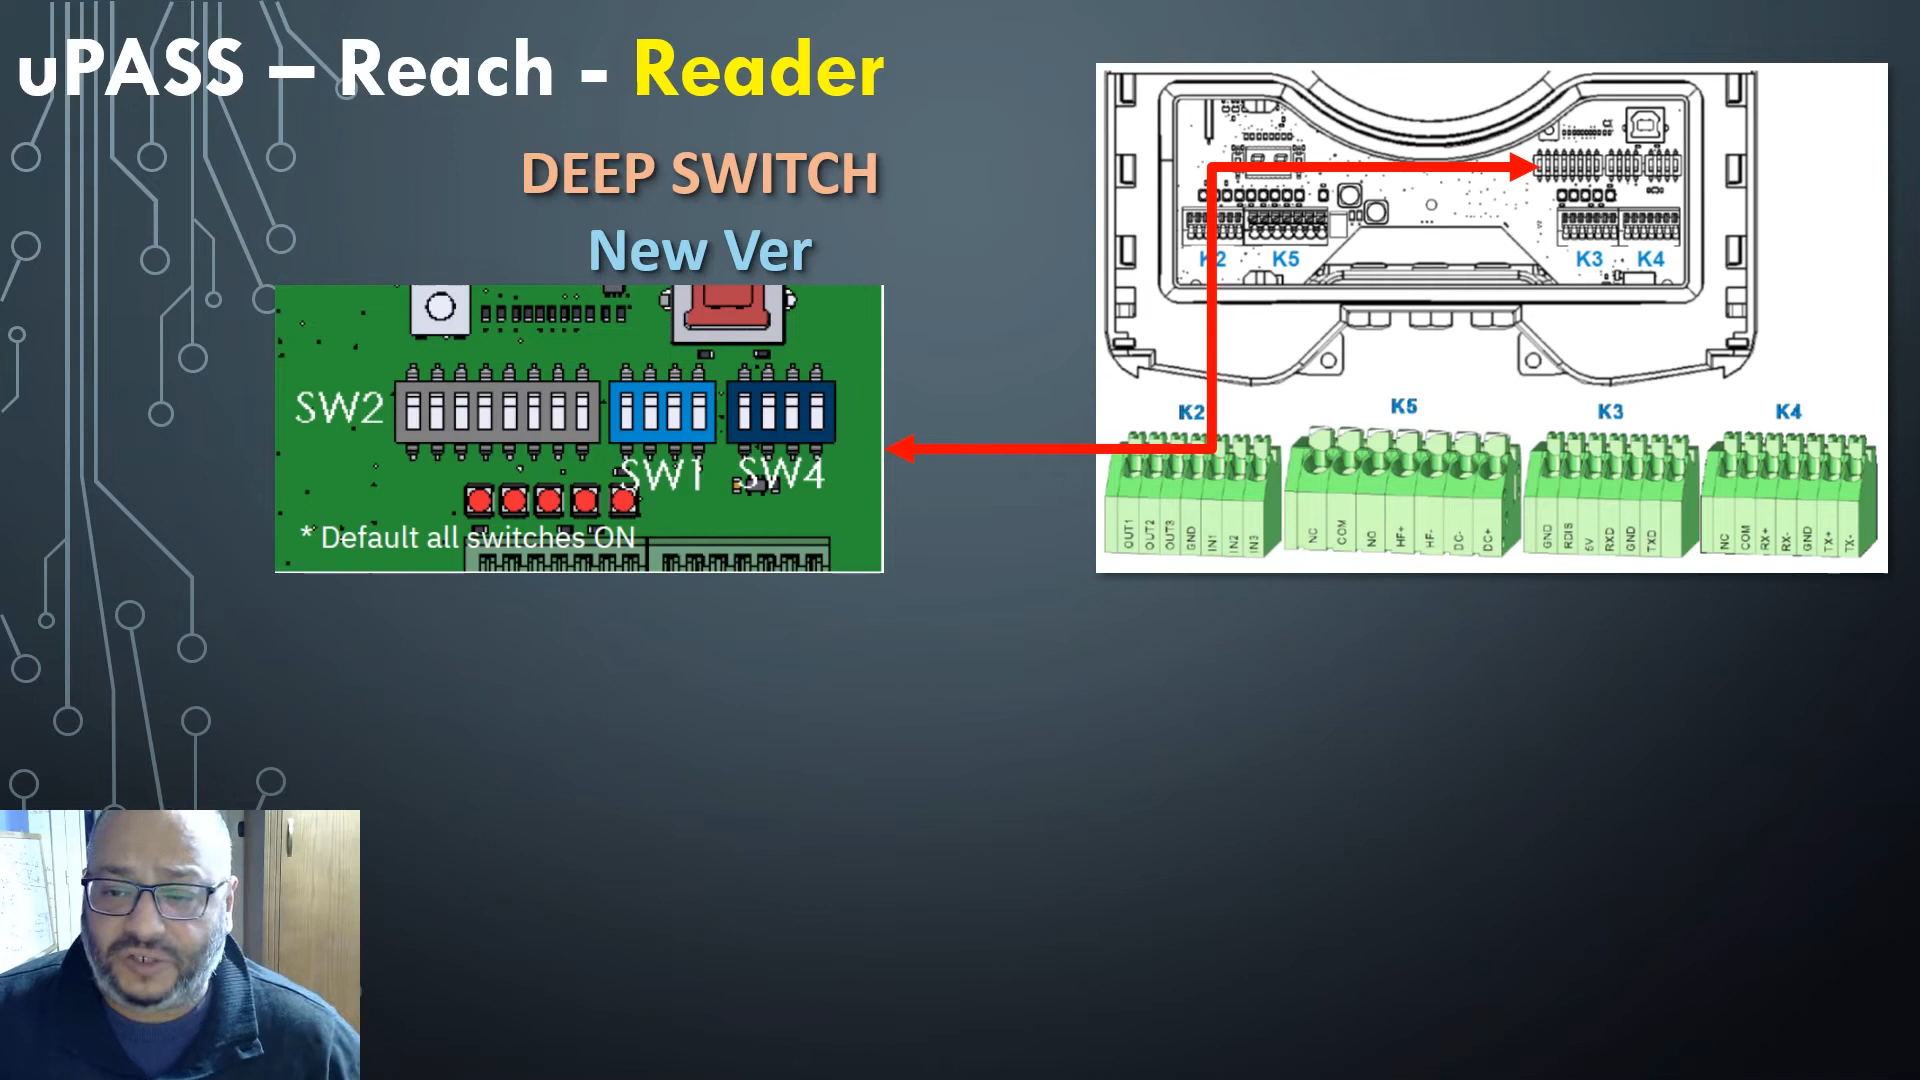 uPASS – Reach - Reader
DEEP SWITCH
New Ver
SW2
SW1
SW4
* Default all switches ON
K2
K5
K3
K4
K2
K5
K3
K4
OUT1
OUT2
OUT3
GND
IN1
IN2
IN3
NC
COM
NO
HF+
HF-
DC-
DC+
GND
RDIS
5V
RXD
GND
TXD
NC
COM
RX+
RX-
GND
TX+
TX-